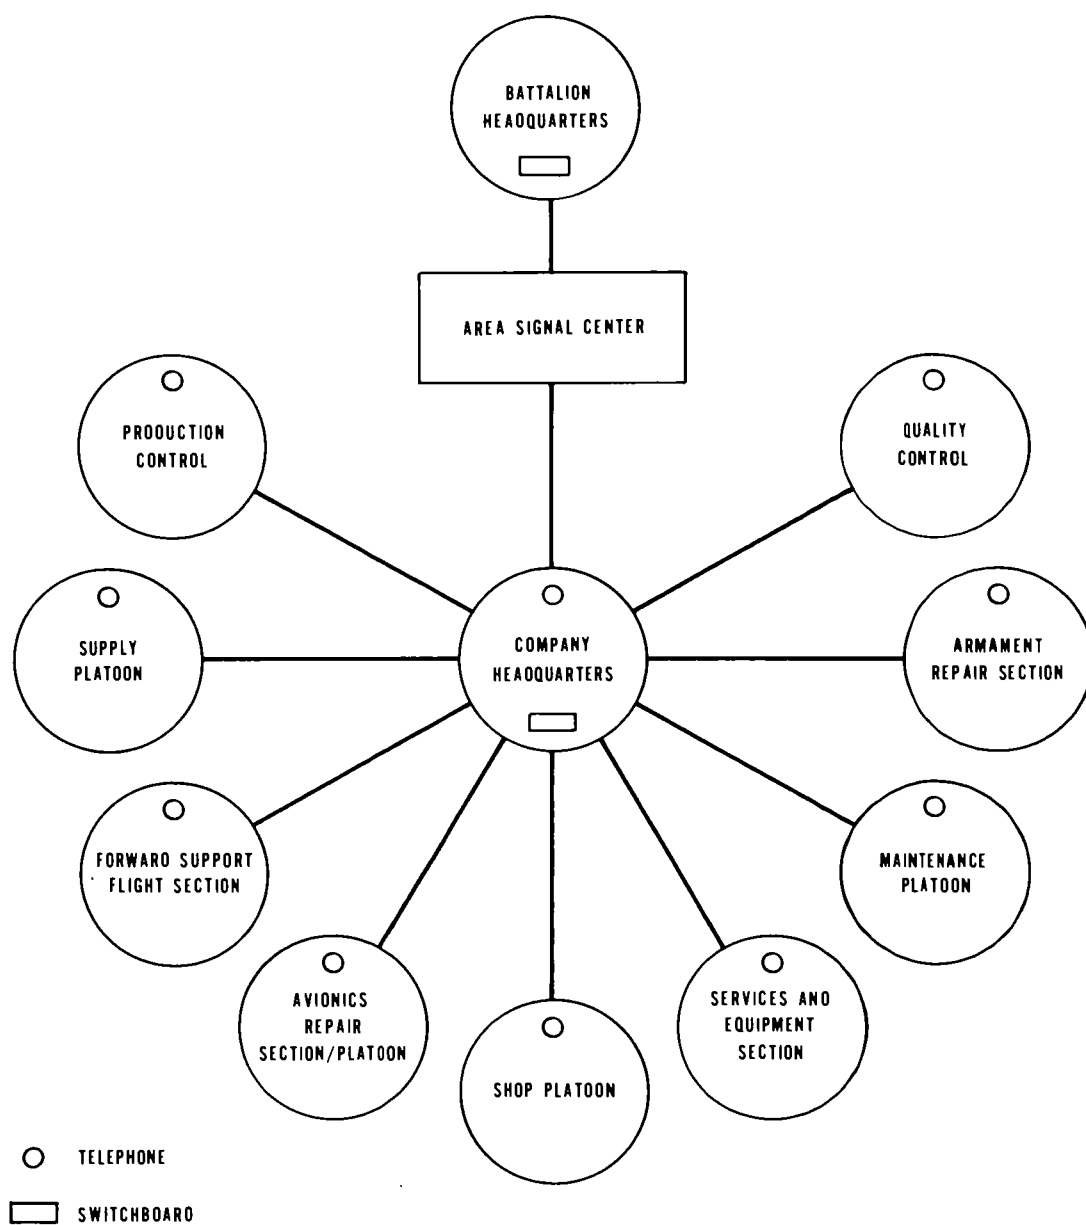 BATTALION
HEAOQUARTERS
AREA SIGNAL CENTER
PROOUCTION
CONTROL
QUALITY
CONTROL
SUPPLY
PLATOON
COMPANY
HEAOQUARTERS
ARMAMENT
REPAIR SECTION
FORWARO SUPPORT
FLIGHT SECTION
MAINTENANCE
PLATOON
AVIONICS
REPAIR
SECTION/PLATOON
SHOP PLATOON
SERVICES AND
EQUIPMENT
SECTION
TELEPHONE
SWITCHBOARO